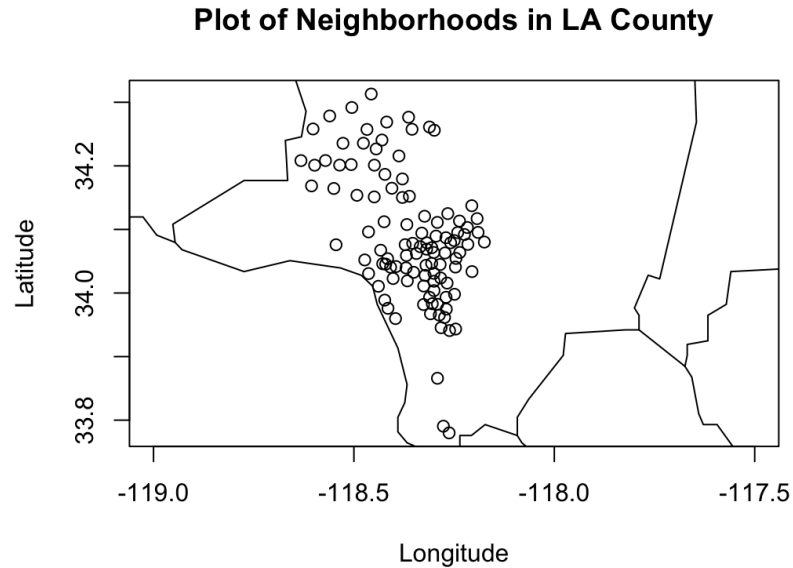 Plot of Neighborhoods in LA County
Latitude
34.2
34.0
33.8
-119.0 -118.5 -118.0 -117.5
Longitude